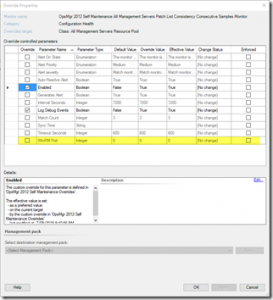 Override Properties
Monitor name: OpsMgr 2012 Self Maintenance All Management Servers Patch List Consistency Consecutive Samples Monitor
Category: Configuration Health
Overrides target: Class: All Management Servers Resource Pool
Override-controlled parameters:
Override Parameter Name Parameter Type Default Value Override Value Effective Value Change Status Enforced
Alert On State Enumeration The monitor ... The monitor ... The monitor ... [No change]
Alert Priority Enumeration Medium Medium Medium [No change]
Alert severity Enumeration Match monit... Match monit... Match monit... [No change]
Auto-Resolve Alert Boolean True True True [No change]
Enabled Boolean False True True [No change]
Generates Alert Boolean True True True [No change]
Interval Seconds Integer 7200 7200 7200 [No change]
Log Debug Events Boolean False True True [No change]
Match Count Integer 3 3 3 [No change]
Sync Time String [No change]
Timeout Seconds Integer 600 600 600 [No change]
WinRM Port Integer 0 0 0 [No change]
Details:
Enabled
Description
Edit...
The custom override for this parameter is defined in
'OpsMgr 2012 Self Maintenance Overrides'.
The effective value is set:
- as a preferred value
- on the current target
- by the custom override in 'OpsMgr 2012 Self
Maintenance Overrides'
Management pack
Select destination management pack:
<Select Management Pack>
Help
OK